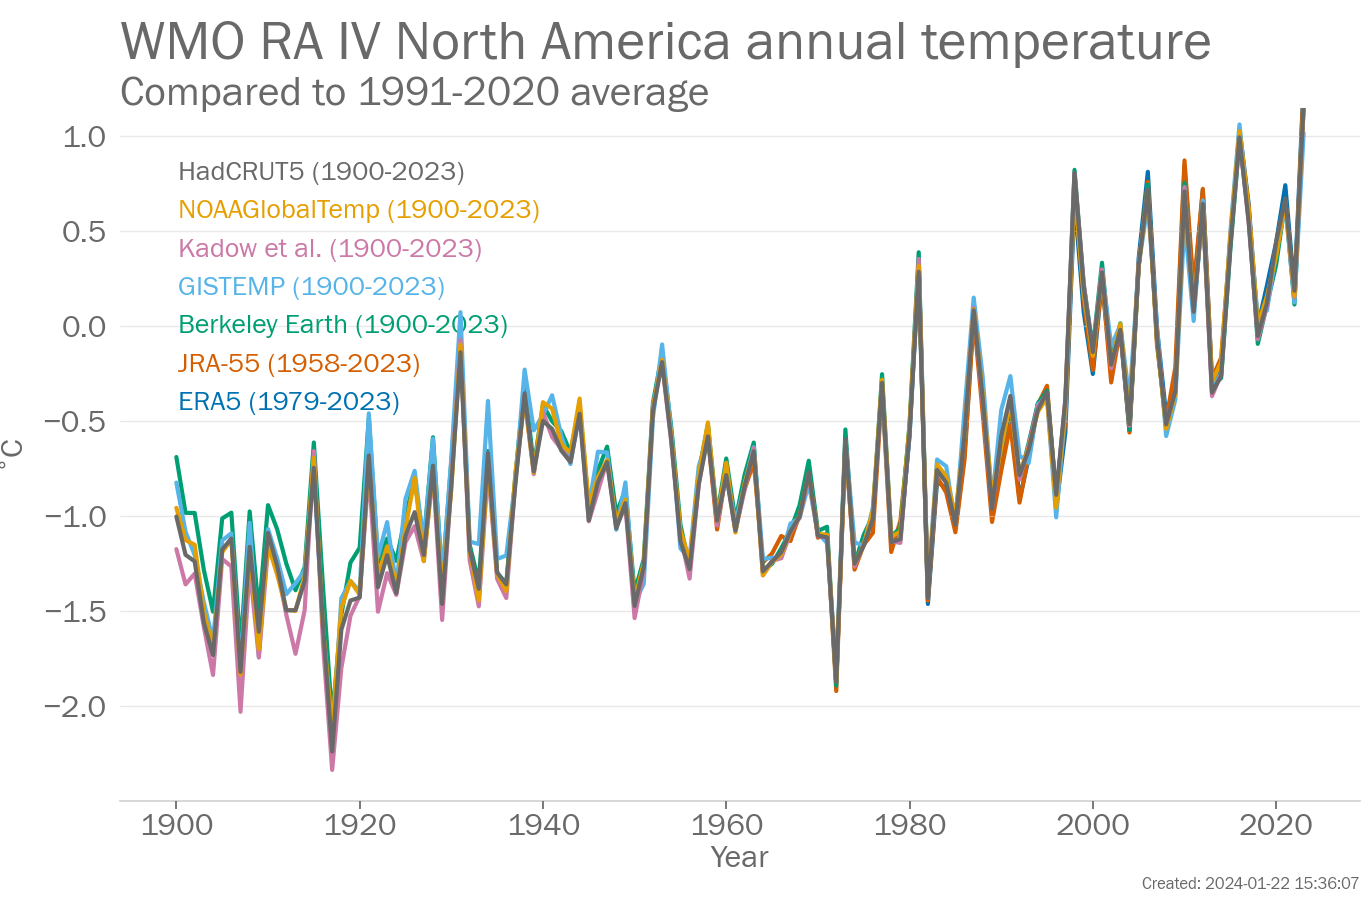 WMO RA IV North America annual temperature
Compared to 1991-2020 average
1.0
0.5
0.0
−0.5
−1.0
−1.5
−2.0
°C
HadCRUT5 (1900-2023)
NOAAGlobalTemp (1900-2023)
Kadow et al. (1900-2023)
GISTEMP (1900-2023)
Berkeley Earth (1900-2023)
JRA-55 (1958-2023)
ERA5 (1979-2023)
1900 1920 1940 1960 1980 2000 2020
Year
Created: 2024-01-22 15:36:07